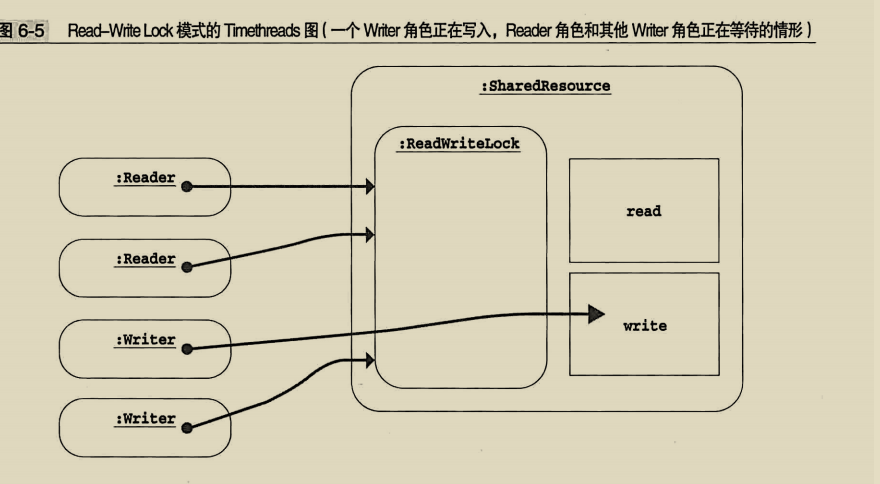 图 6-5 Read-Write Lock 模式的 Timethreads 图 ( 一个 Writer 角色正在写入，Reader 角色和其他 Writer 角色正在等待的情形 )
:SharedResource
:ReadWriteLock
:Reader
read
:Reader
:Writer
write
:Writer